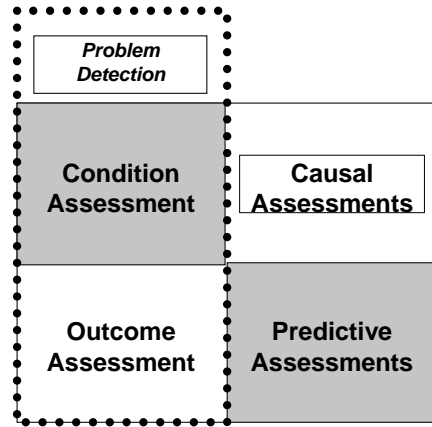 Problem
Detection
Condition
Assessment
Causal
Assessments
Outcome
Assessment
Predictive
Assessments